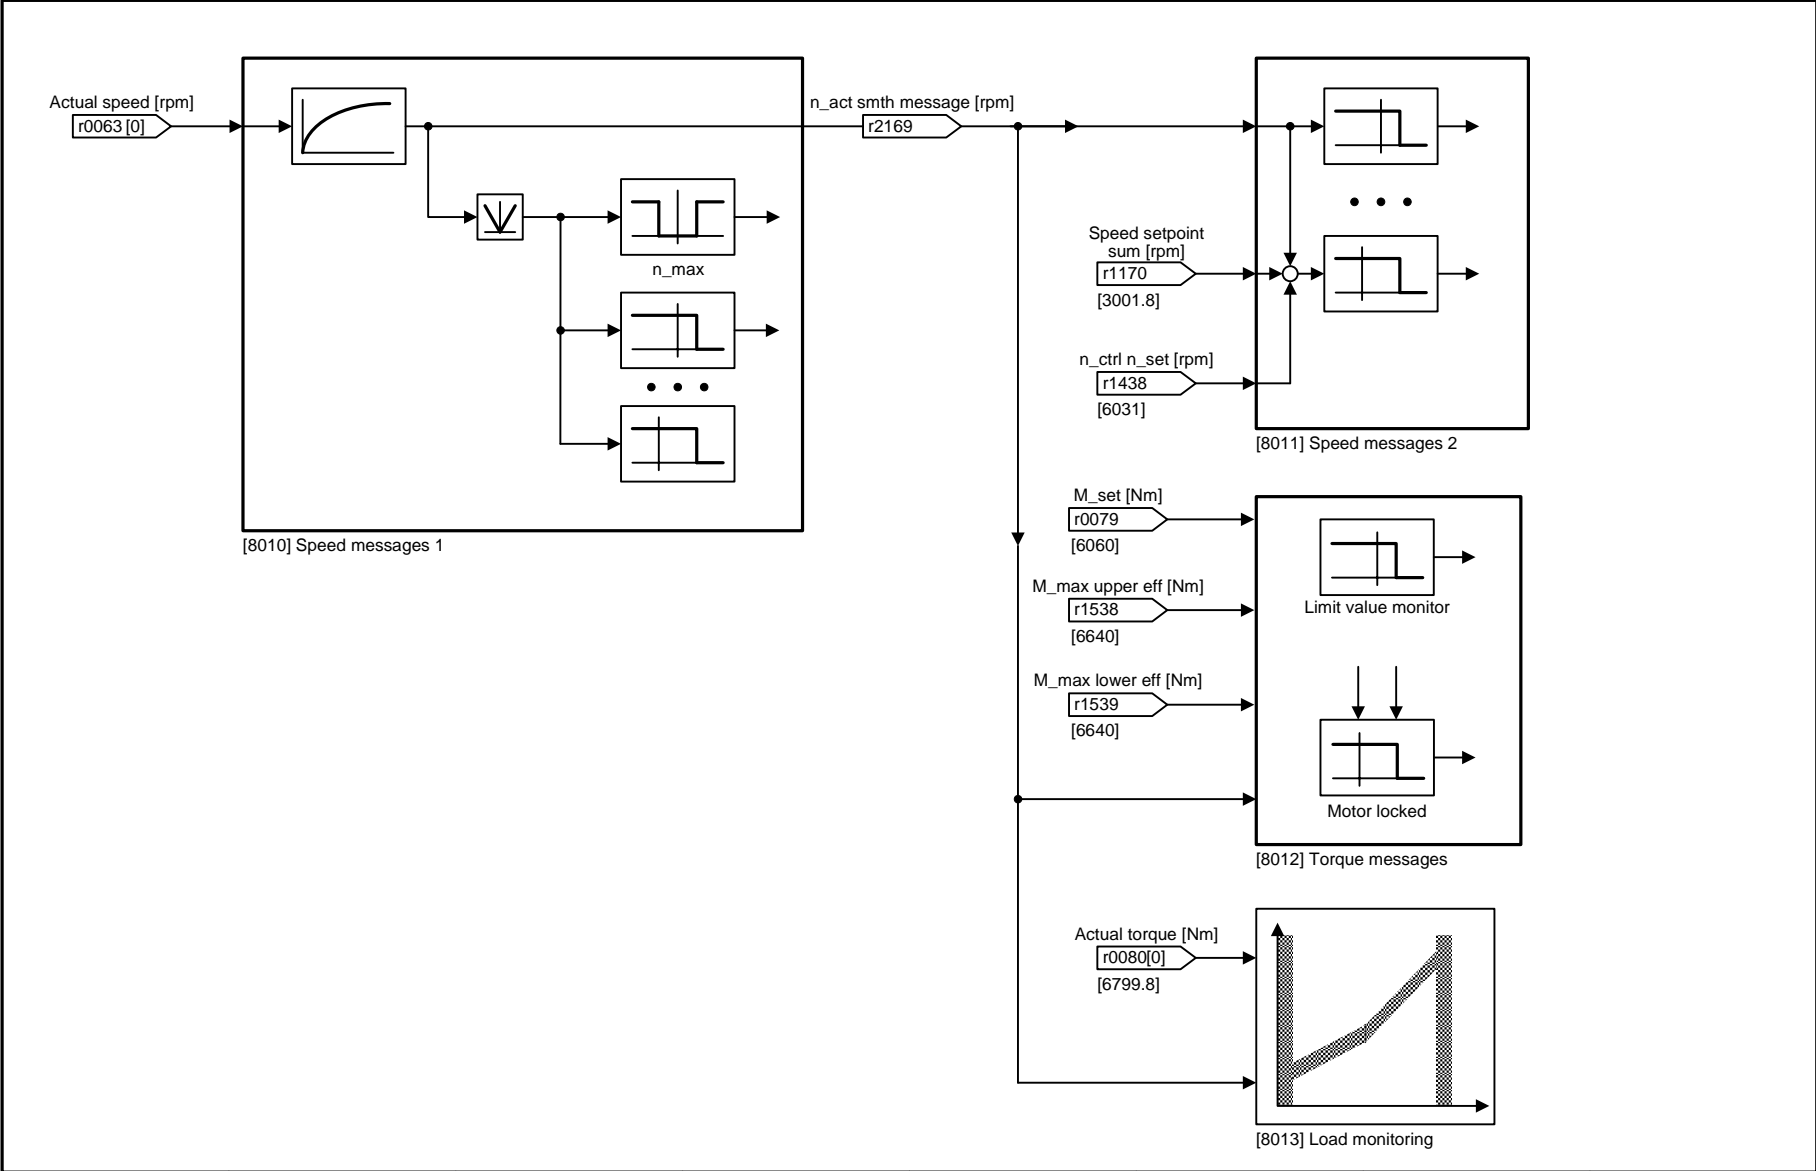 Actual speed [rpm]
r0063 [0]
n_max
[8010] Speed messages 1
n_act smth message [rpm]
r2169
Speed setpoint
sum [rpm]
r1170
[3001.8]
n_ctrl n_set [rpm]
r1438
[6031]
[8011] Speed messages 2
M_set [Nm]
r0079
[6060]
M_max upper eff [Nm]
r1538
[6640]
M_max lower eff [Nm]
r1539
[6640]
Limit value monitor
Motor locked
[8012] Torque messages
Actual torque [Nm]
r0080[0]
[6799.8]
[8013] Load monitoring